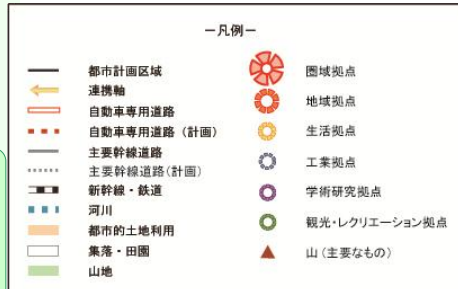 －凡例－
都市計画区域
連携軸
自動車専用道路
自動車専用道路（計画）
主要幹線道路
主要幹線道路(計画)
新幹線・鉄道
河川
都市的土地利用
集落・田園
山地
圏域拠点
地域拠点
生活拠点
工業拠点
学術研究拠点
観光・レクリエーション拠点
山（主要なもの）